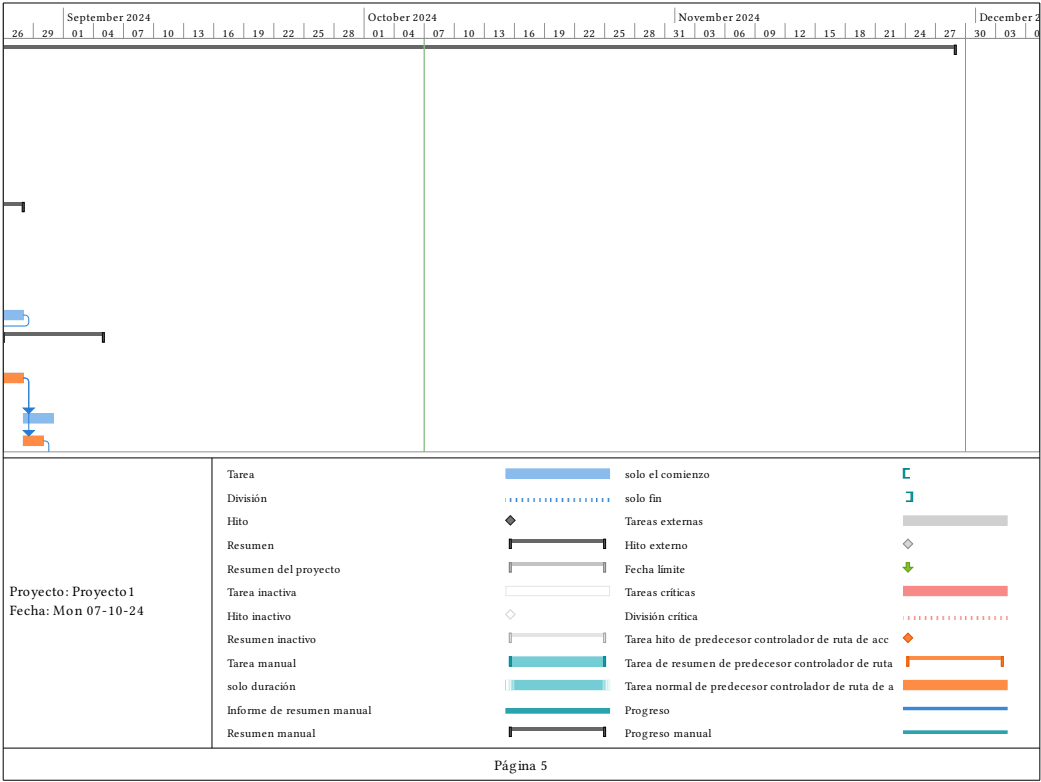 September 2024 October 2024 November 2024 December 2
26 29 01 04 07 10 13 16 19 22 25 28 01 04 07 10 13 16 19 22 25 28 31 03 06 09 12 15 18 21 24 27 30 03 0
Tarea solo el comienzo
División solo fin
Hito Tareas externas
Resumen Hito externo
Resumen del proyecto Fecha límite
Tarea inactiva Tareas críticas
Hito inactivo División crítica
Resumen inactivo Tarea hito de predecesor controlador de ruta de acc
Tarea manual Tarea de resumen de predecesor controlador de ruta
solo duración Tarea normal de predecesor controlador de ruta de a
Informe de resumen manual Progreso
Resumen manual Progreso manual
Proyecto: Proyecto1
Fecha: Mon 07-10-24
Página 5